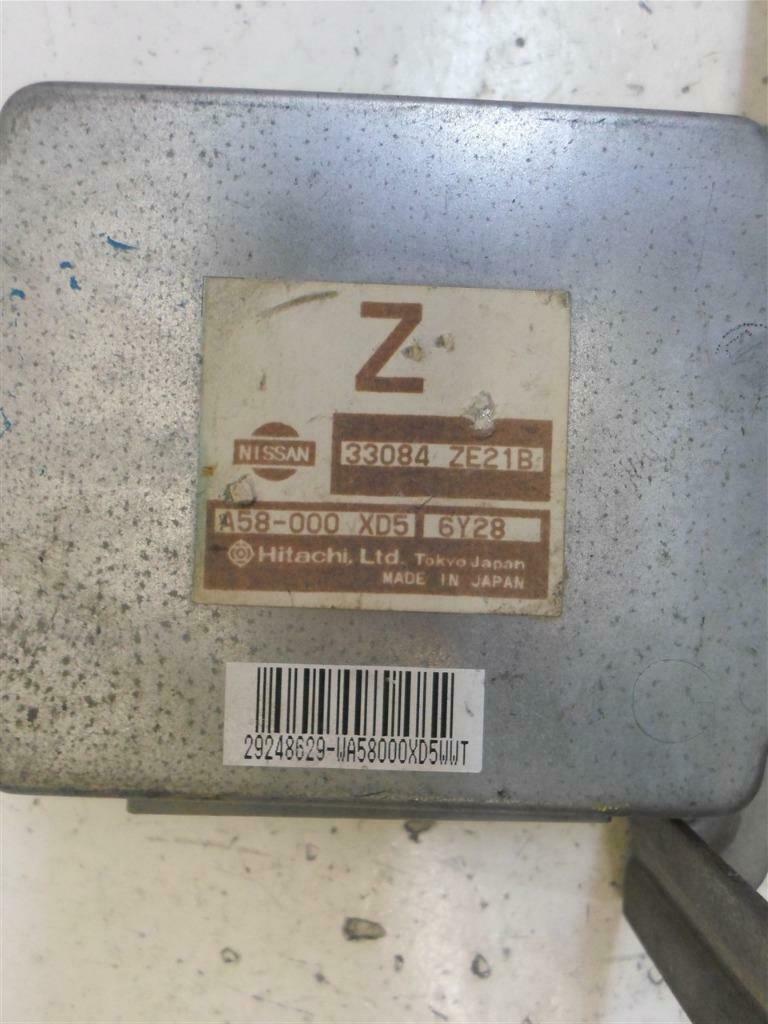 Z
NISSAN
33084 ZE21B
A58-000 XD5 6Y28
Hitachi, Ltd. Tokyo Japan
MADE IN JAPAN
29248629-WA58000XD5WWT